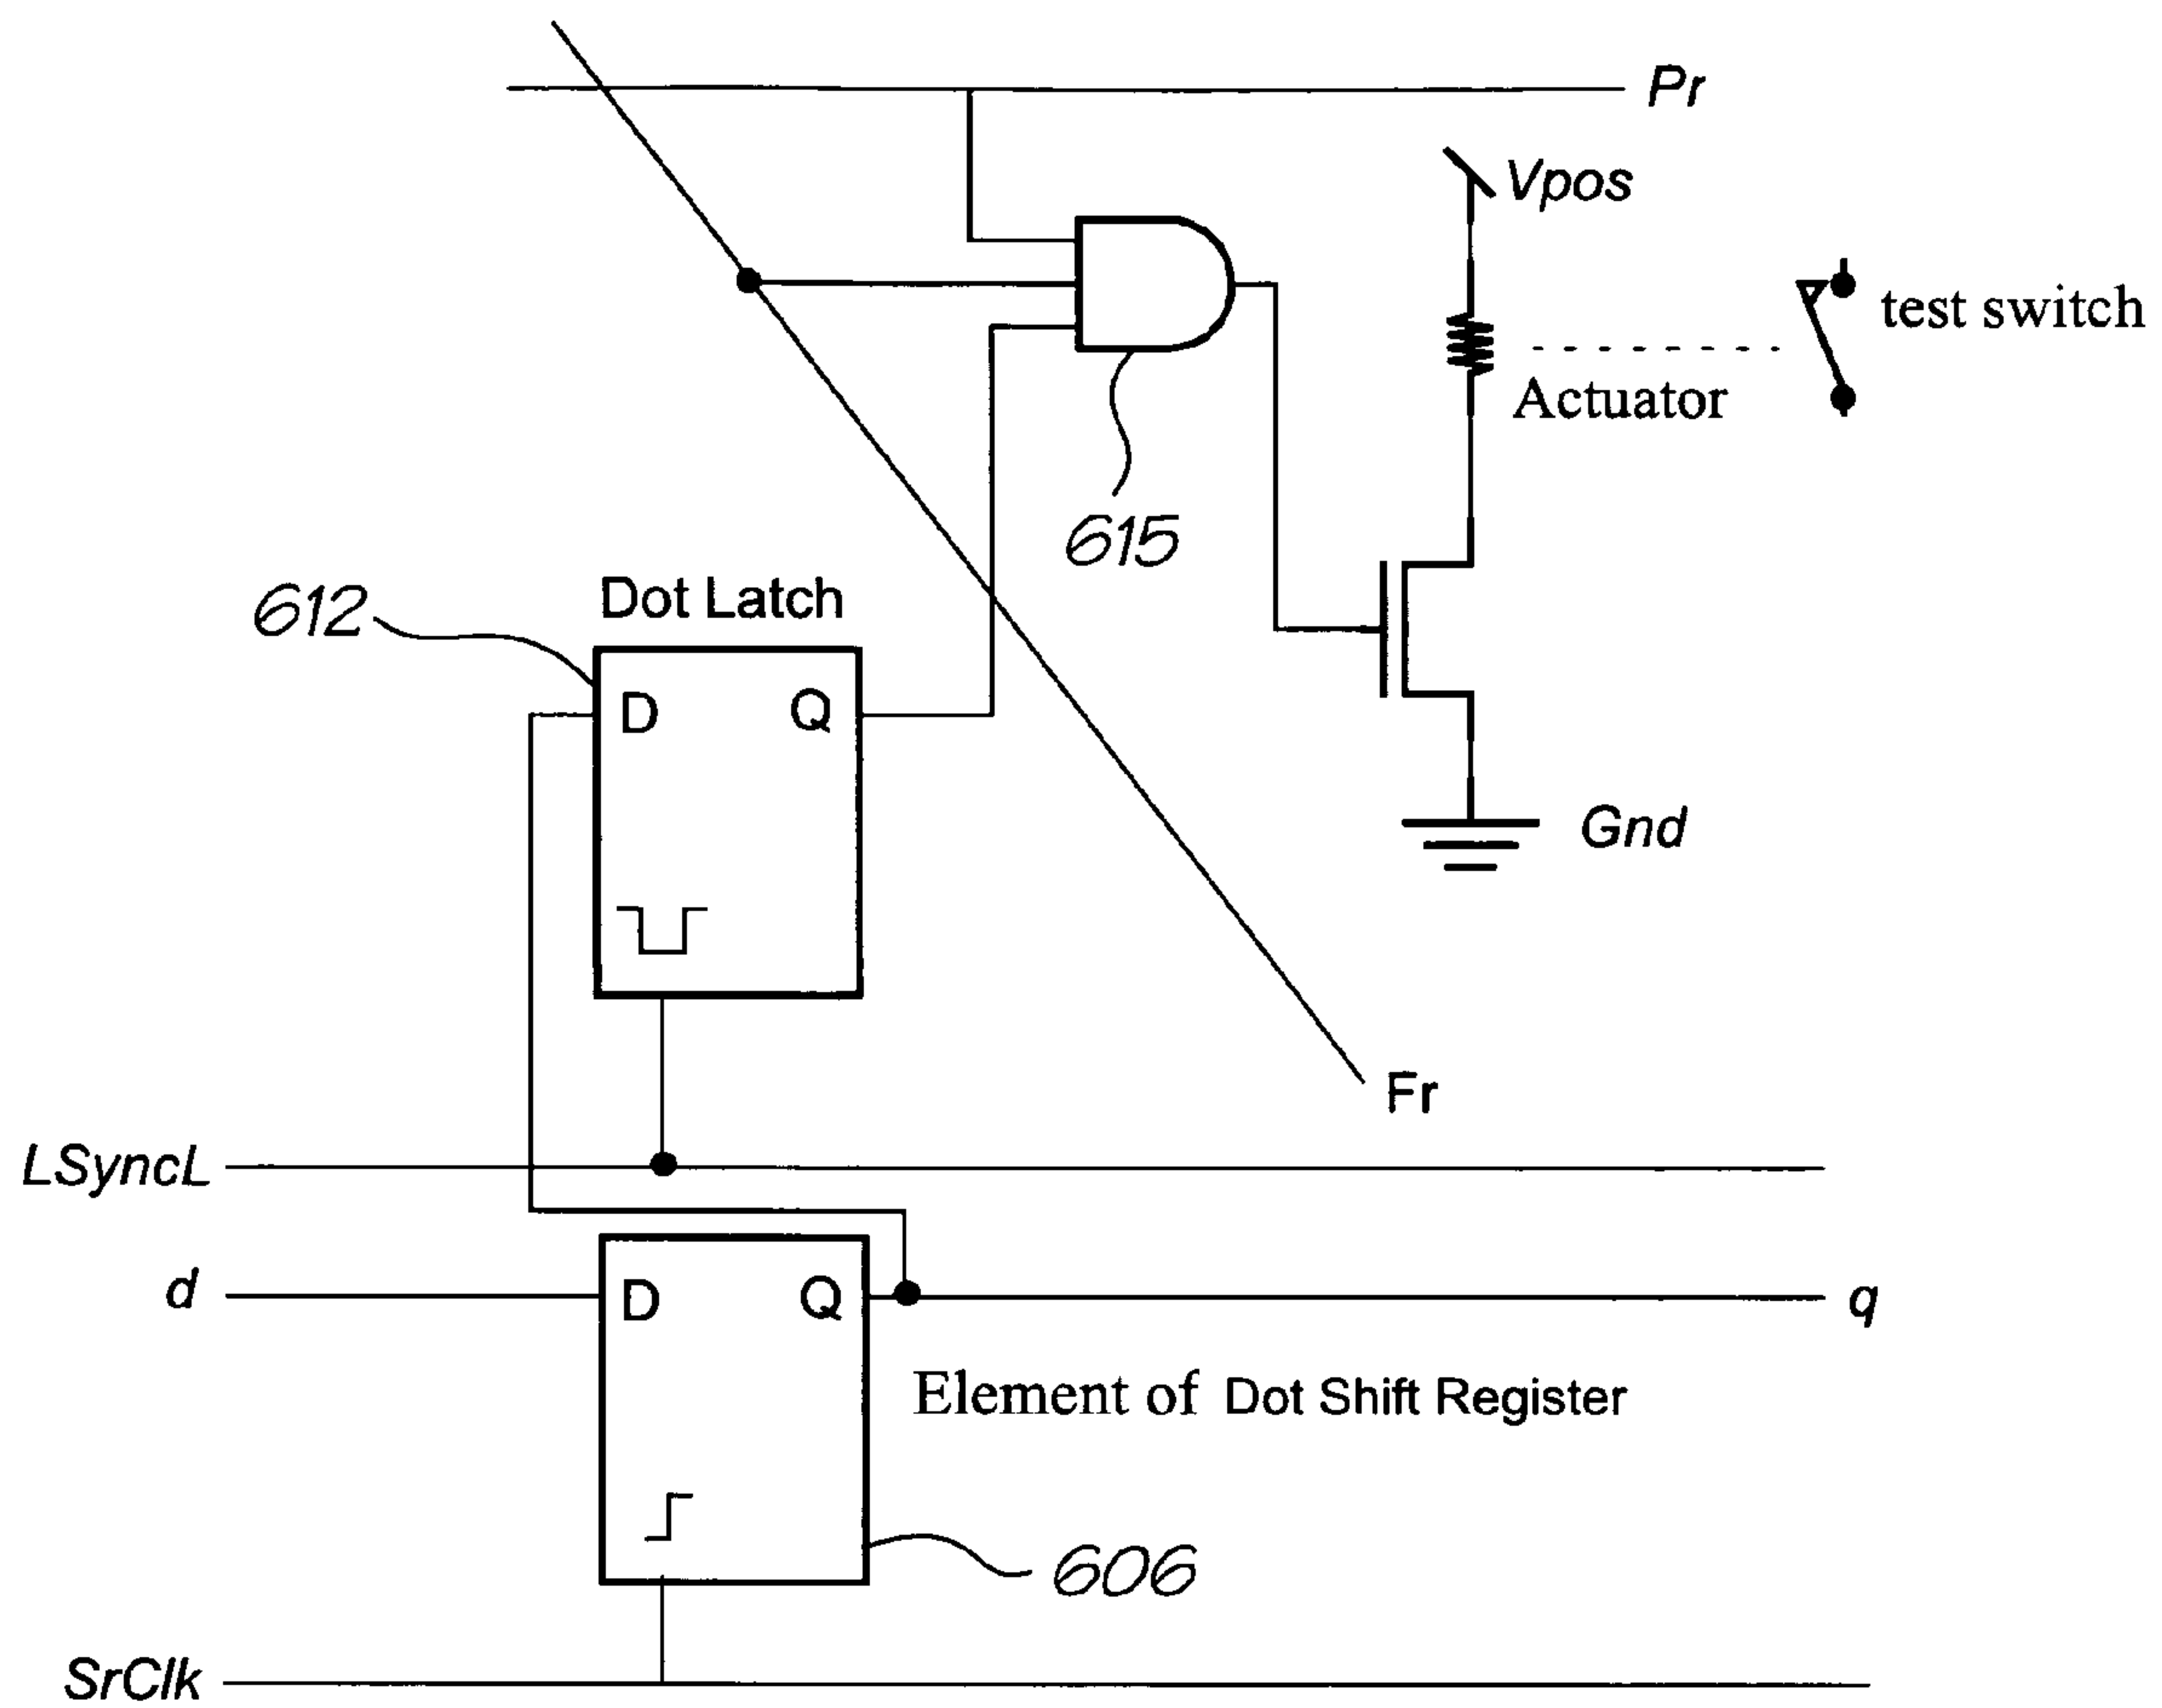 Pr
Vpos
test switch
Actuator
615
612
Dot Latch
D Q
Gnd
Fr
LSyncL
d
D Q
q
Element of Dot Shift Register
606
SrClk